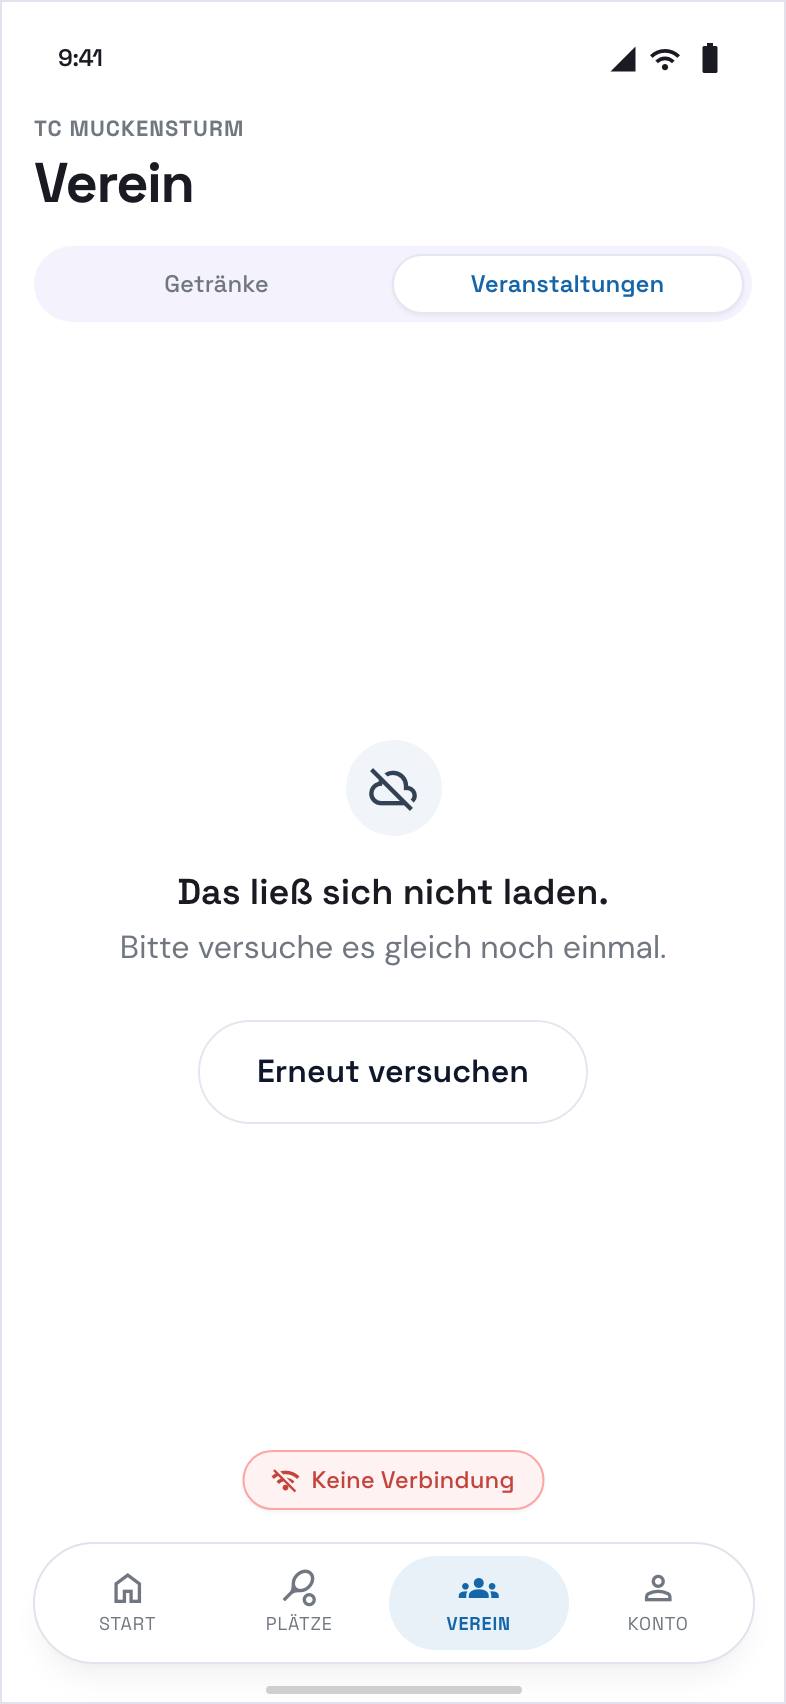 9:41
TC MUCKENSTURM
Verein
Getränke
Veranstaltungen
Das ließ sich nicht laden.
Bitte versuche es gleich noch einmal.
Erneut versuchen
Keine Verbindung
START
PLÄTZE
VEREIN
KONTO